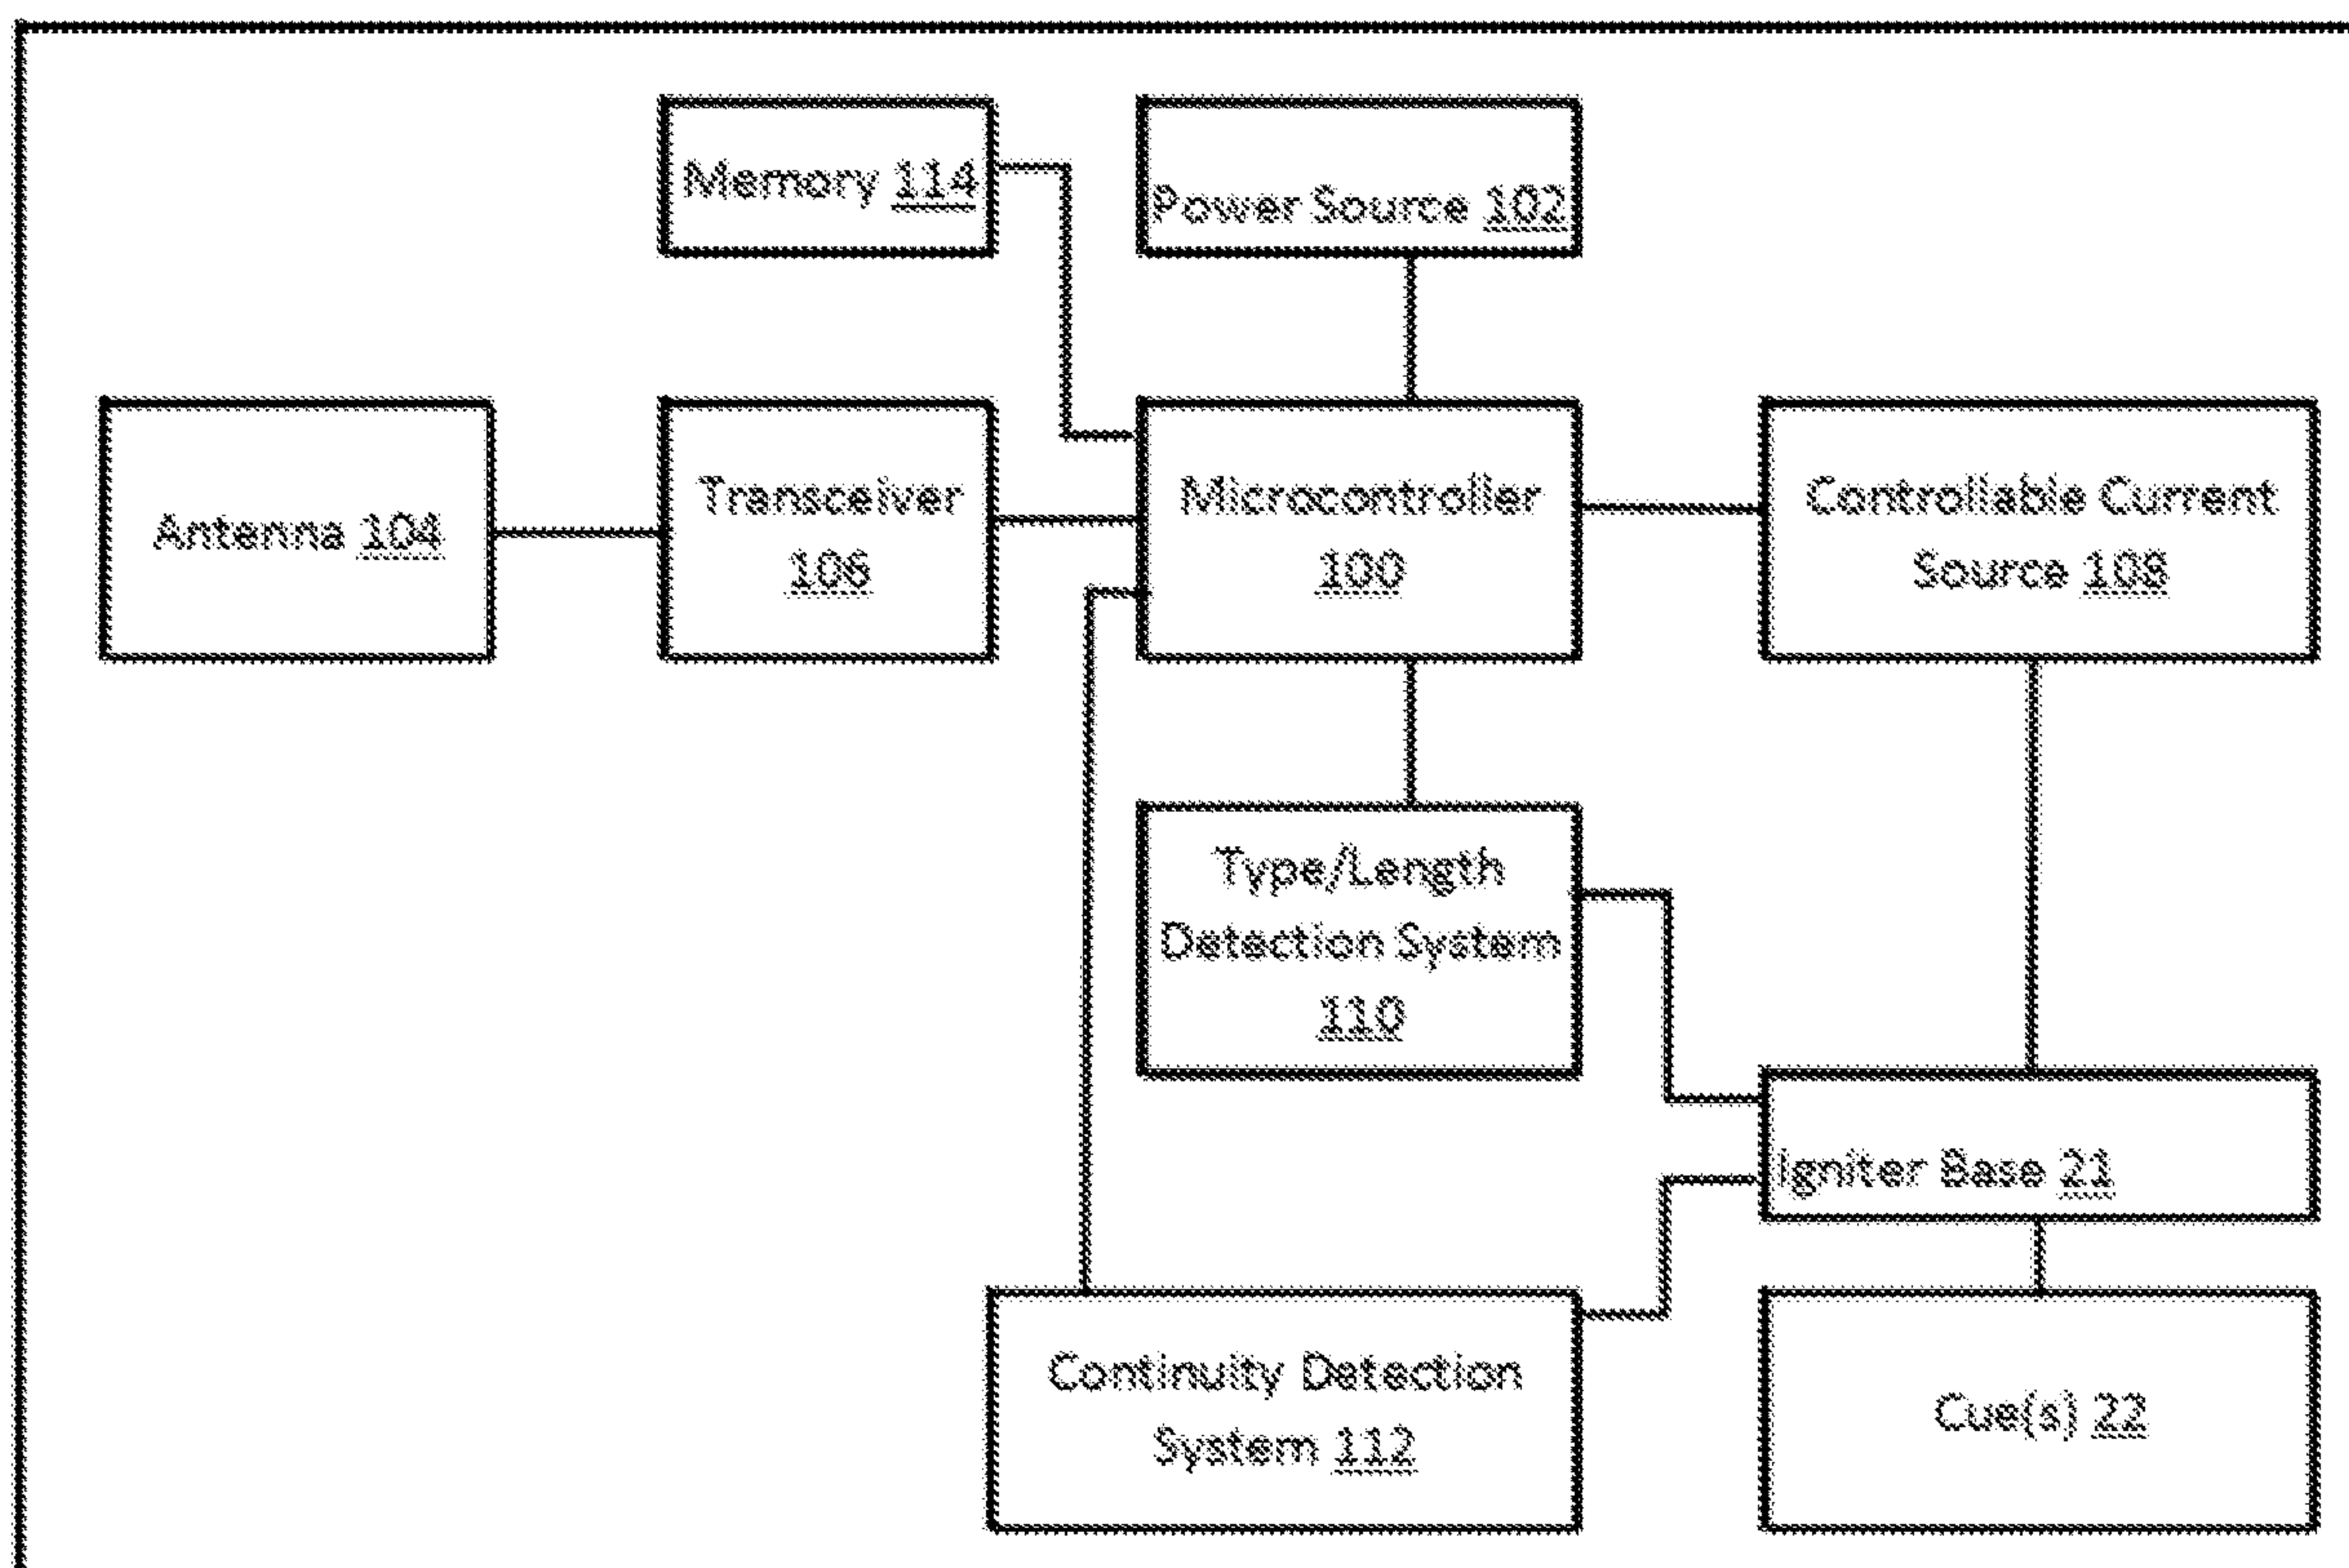 Memory 114
Power Source 102
Antenna 104
Transceiver
106
Microcontroller
100
Controllable Current
Source 108
Type/Length
Detection System
110
Igniter Base 21
Continuity Detection
System 112
Cue(s) 22